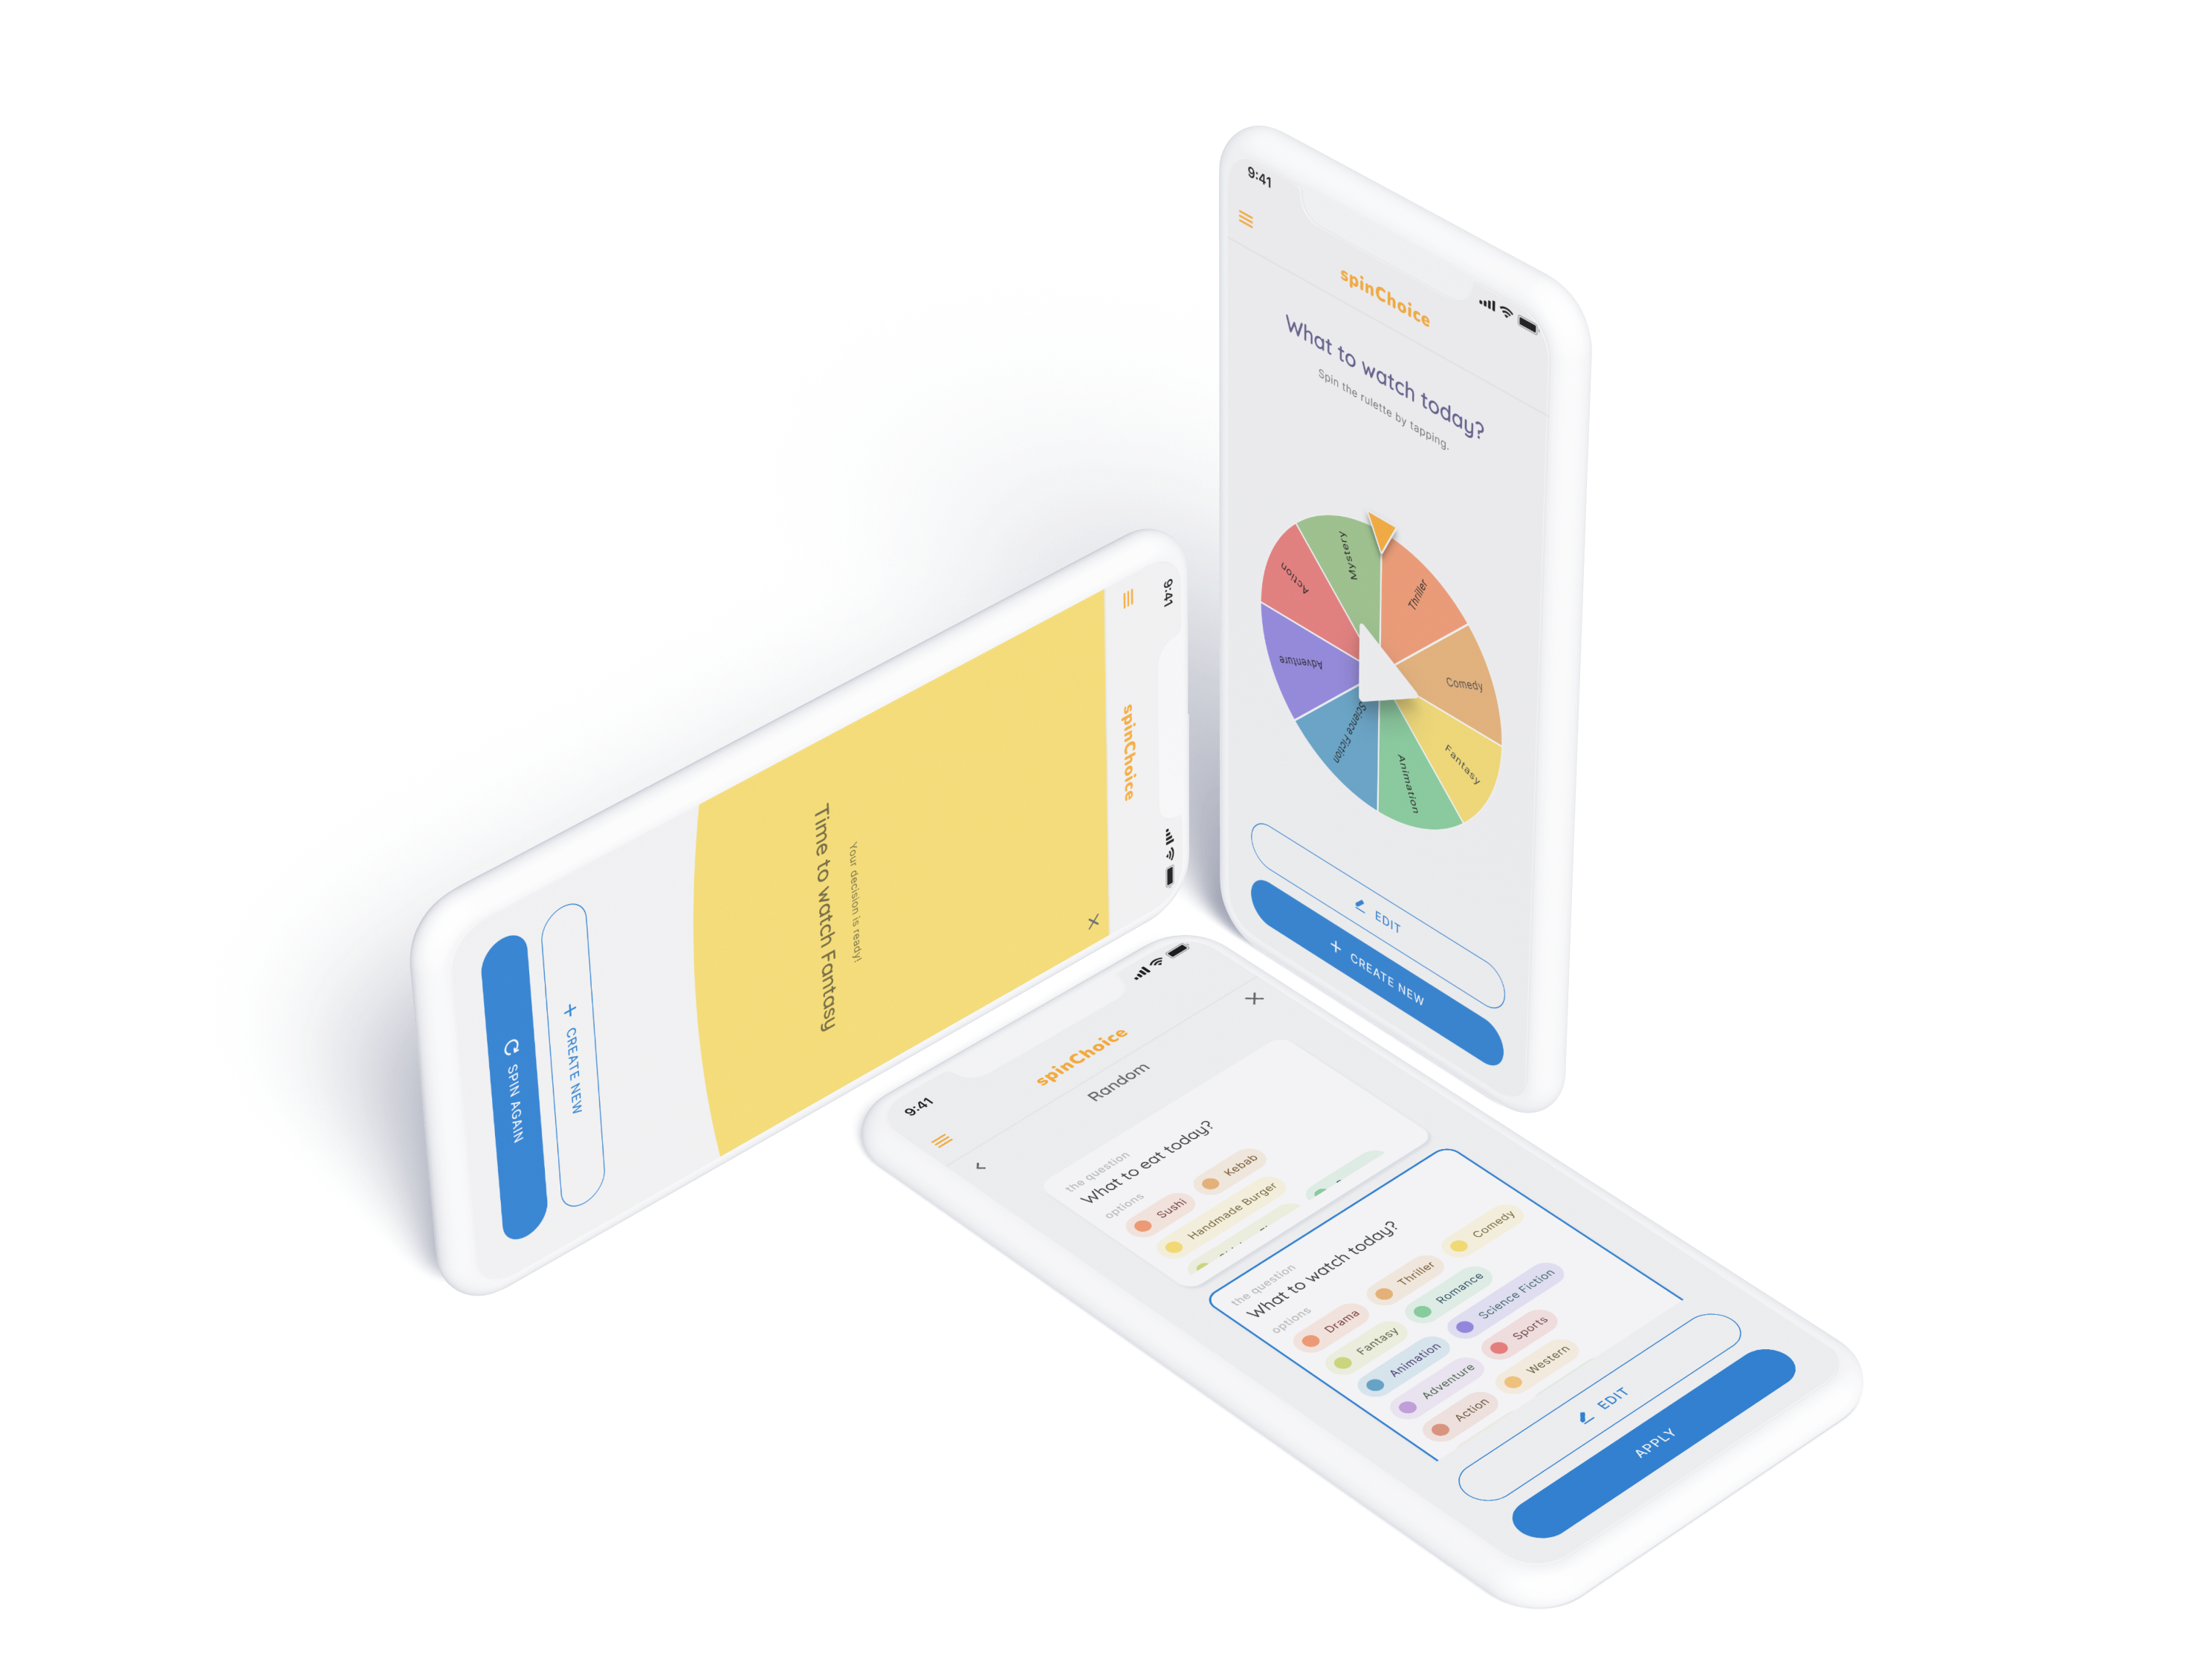 9:41
spinChoice
What to watch today?
Spin the rulette by tapping.
Mystery
Thriller
Action
Comedy
Adventure
Fantasy
Science Fiction
Animation
EDIT
CREATE NEW
9:41
spinChoice
Your decision is ready!
Time to watch Fantasy
CREATE NEW
SPIN AGAIN
9:41
spinChoice
Random
the question
What to eat today?
options
Sushi Kebab
Handmade Burger
the question
What to watch today?
options
Drama Thriller Comedy
Fantasy Romance
Animation Science Fiction
Adventure Sports
Action Western
EDIT
APPLY